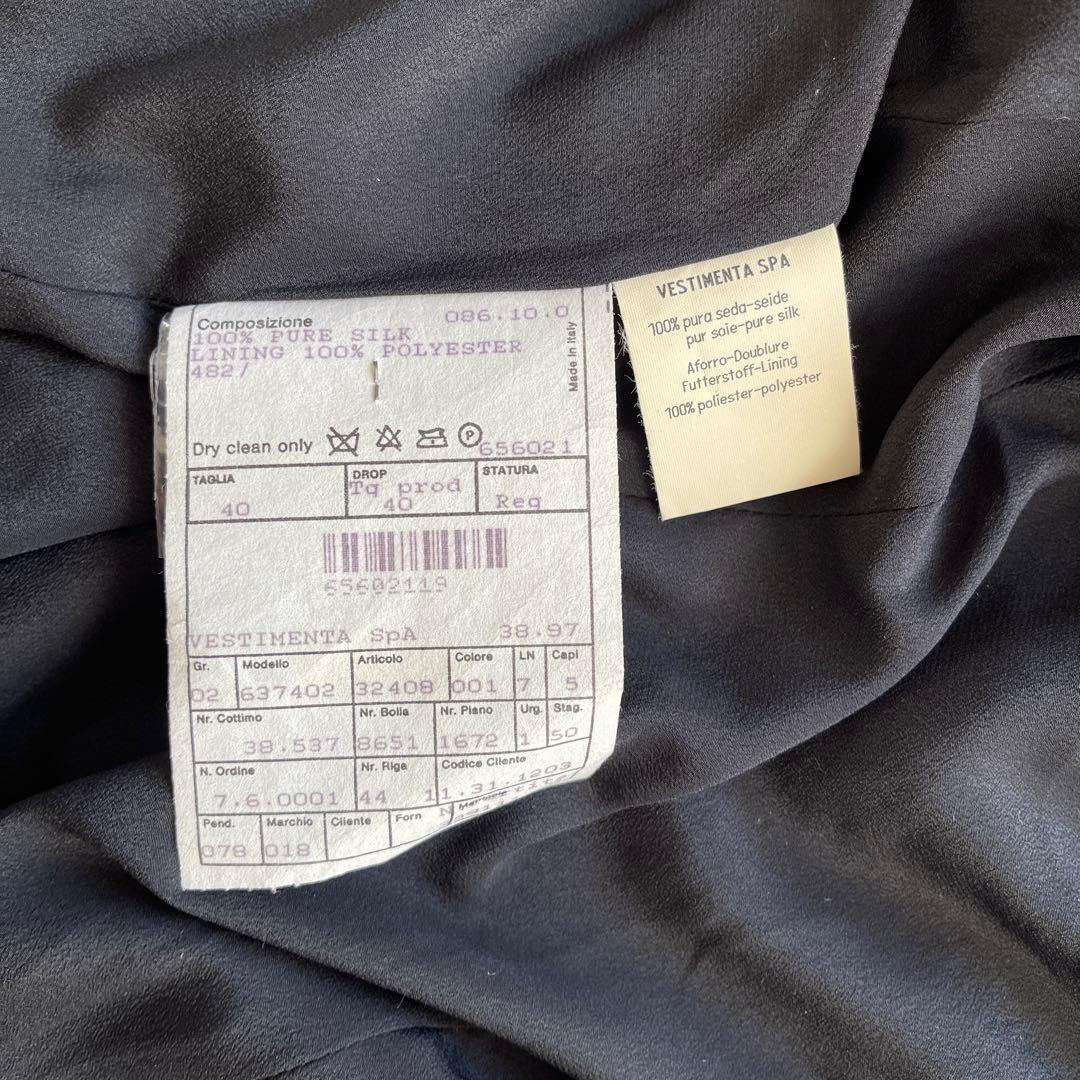 Composizione 086.10.0
100% PURE SILK
LINING 100% POLYESTER
482/
Made in Italy
Dry clean only P 656021
TAGLIA DROP STATURA
40 Tg prod 40 Reg
65602119
VESTIMENTA SpA 38.97
Gr. Modello Articolo Colore LN Capi
02 637402 32408 001 7 5
Nr. Cottimo Nr. Bolla Nr. Piano Urg. Stag.
38.537 8651 1672 1 50
N. Ordine Nr. Riga Codice Cliente
7.6.0001 44 11.31.1203
Pend. Marchio Cliente Forn
078 018
VESTIMENTA SPA
100% pura seda-seide
pur soie-pure silk
Aforro-Doublure
Futterstoff-Lining
100% poliester-polyester